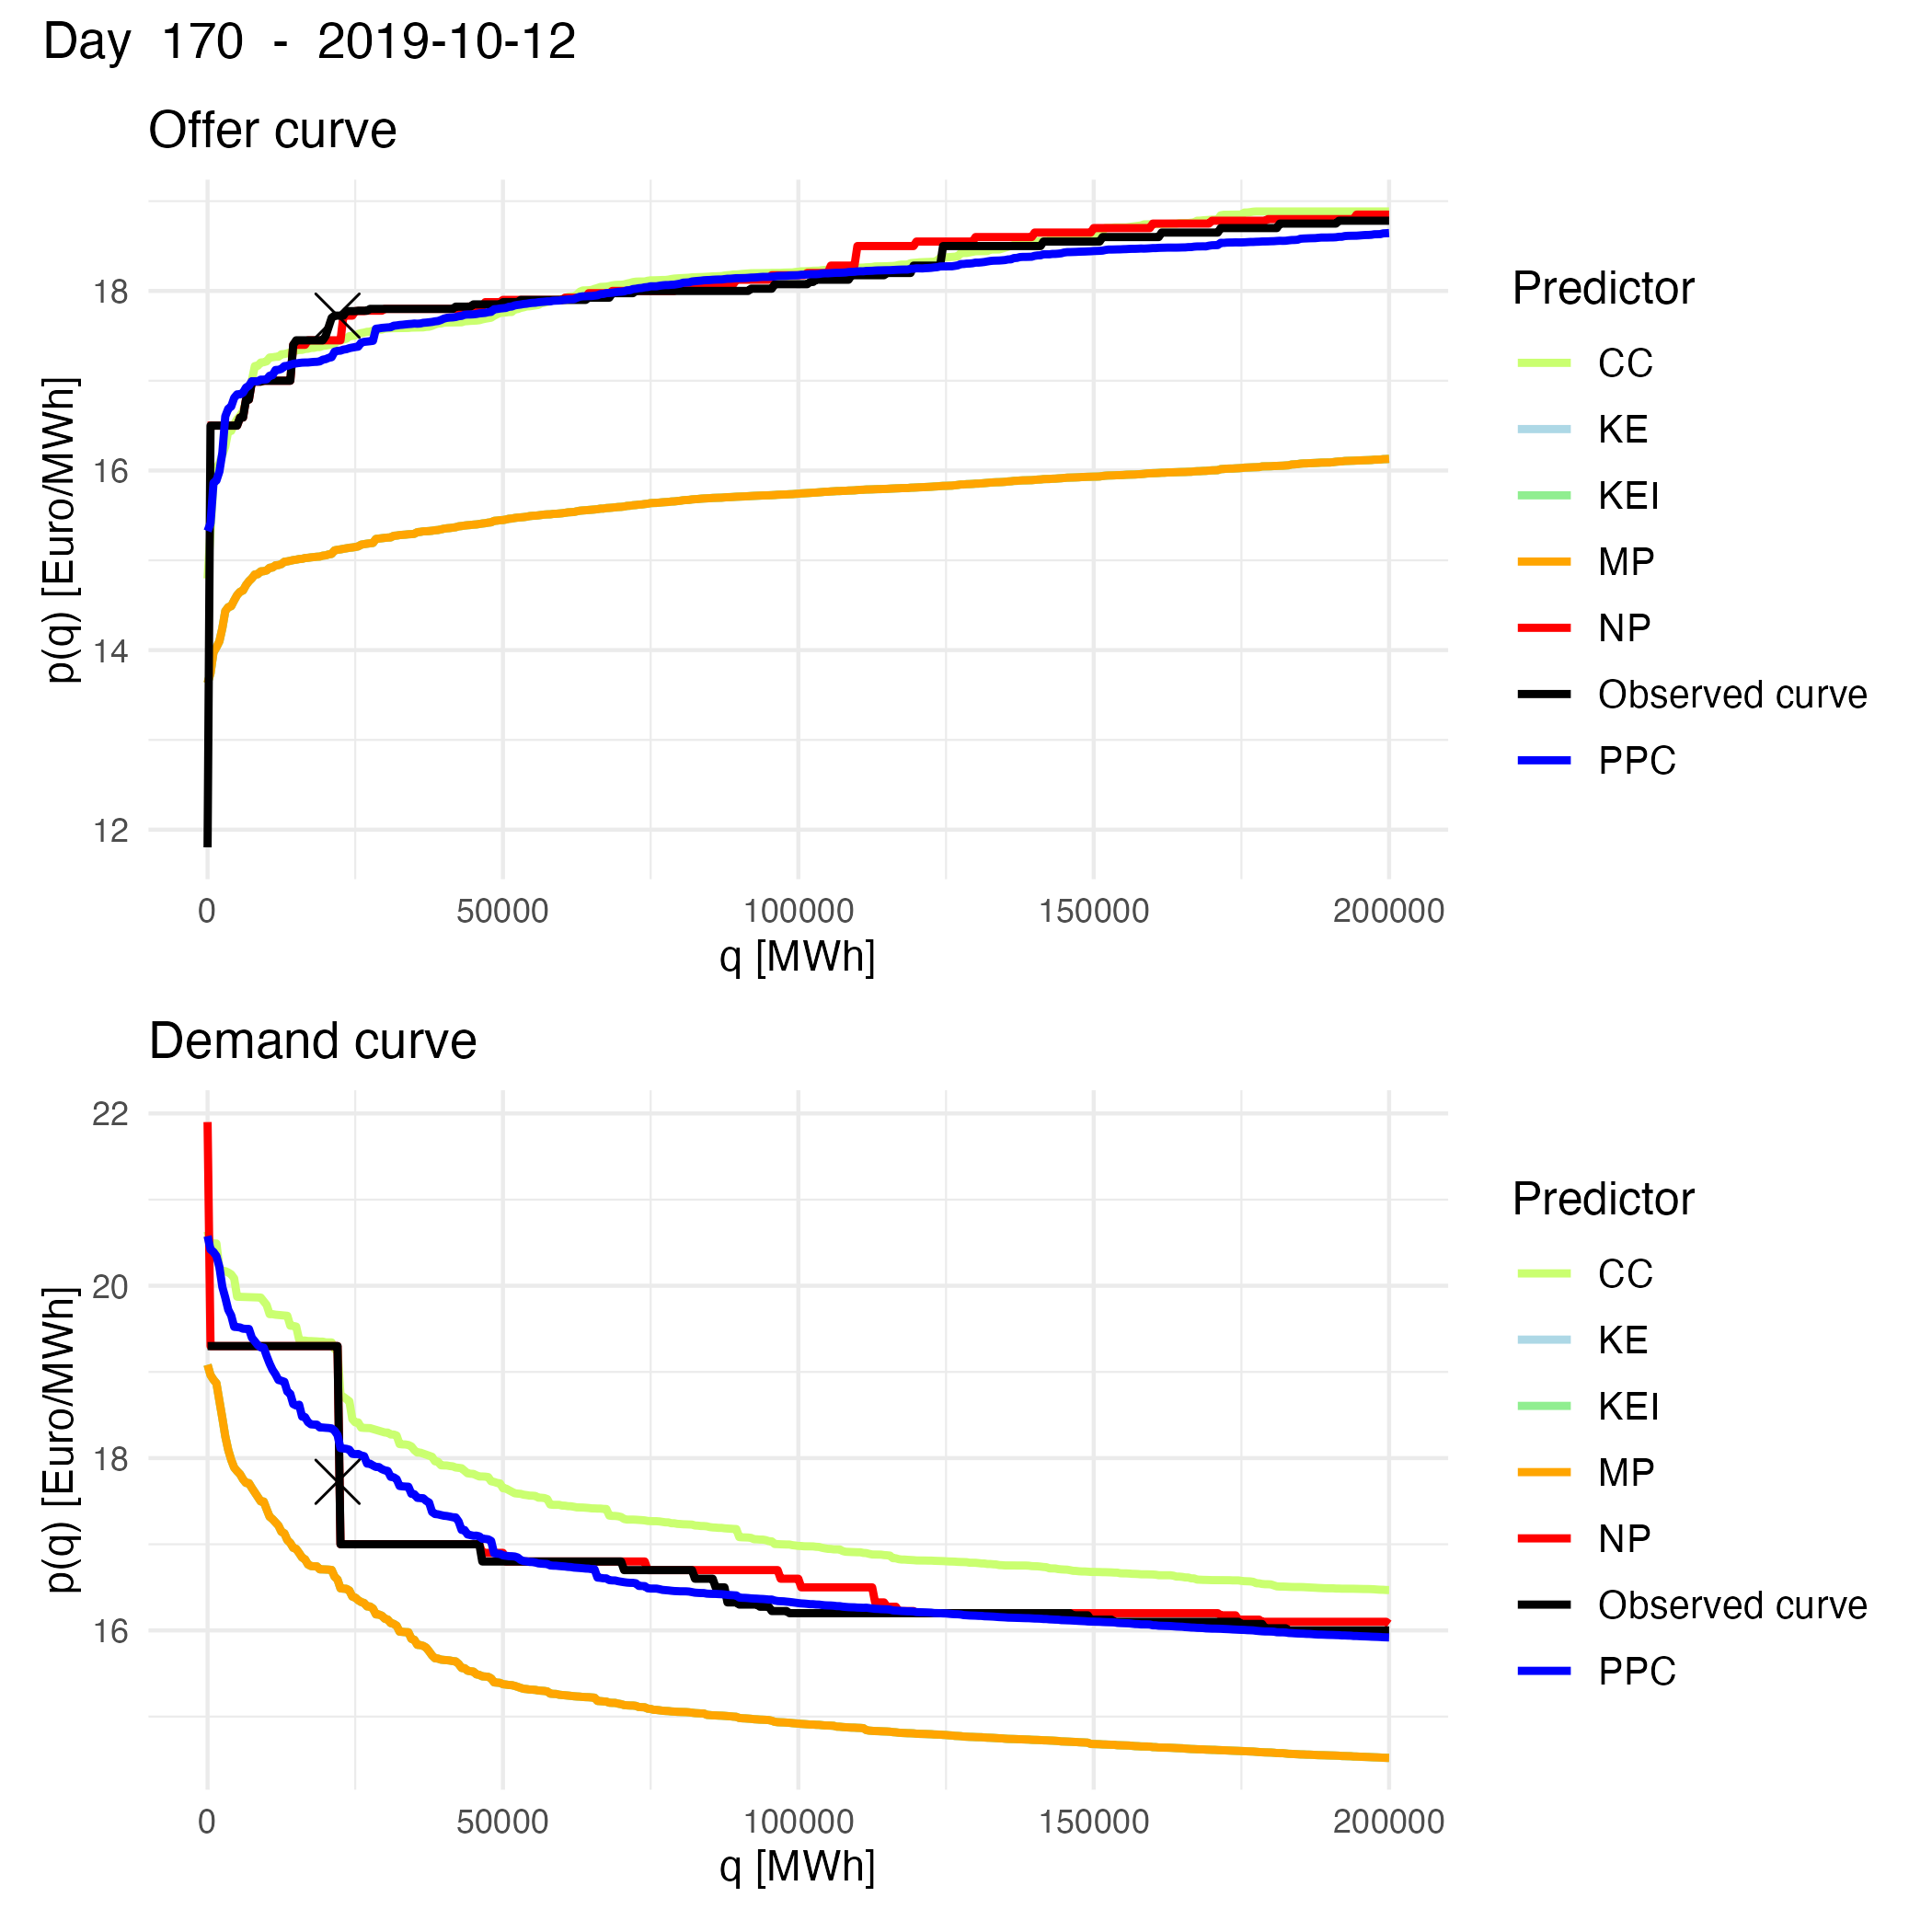 Day 170 - 2019-10-12
Offer curve
p(q) [Euro/MWh]
18
16
14
12
0 50000 100000 150000 200000
q [MWh]
Predictor
CC
KE
KEI
MP
NP
Observed curve
PPC
Demand curve
p(q) [Euro/MWh]
22
20
18
16
0 50000 100000 150000 200000
q [MWh]
Predictor
CC
KE
KEI
MP
NP
Observed curve
PPC